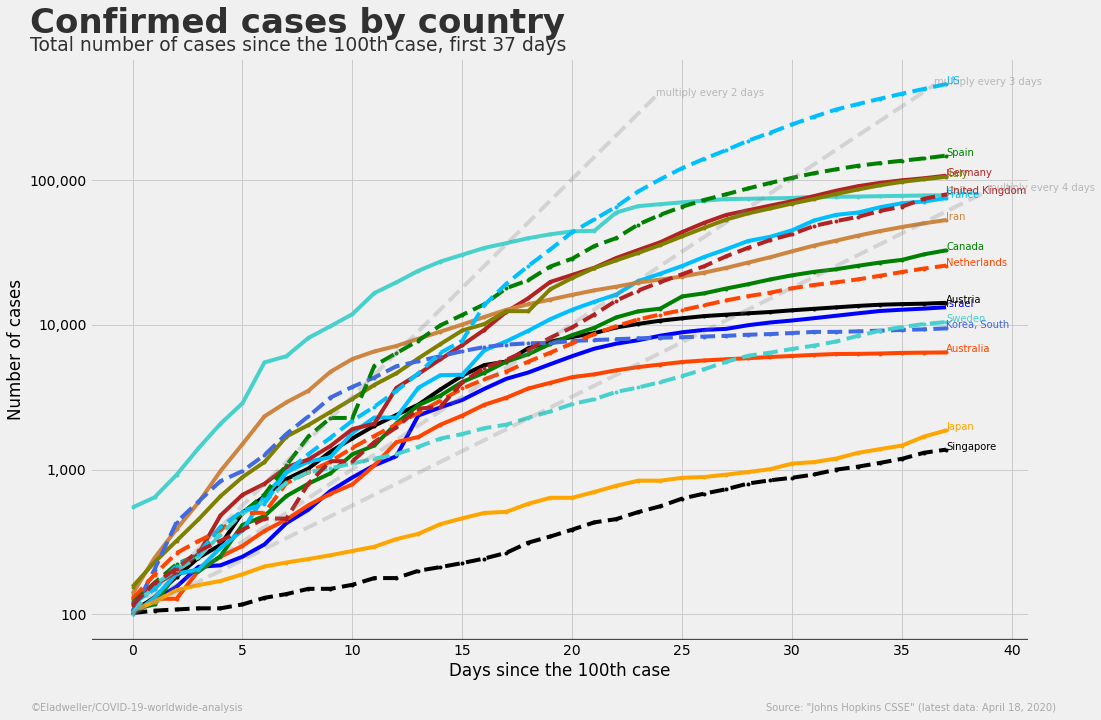 Confirmed cases by country
Total number of cases since the 100th case, first 37 days
multiply every 2 days
US
multiply every 3 days
Spain
Germany
Italy
multiply every 4 days
United Kingdom
France
Iran
Canada
Netherlands
Austria
Israel
Sweden
Korea, South
Australia
Japan
Singapore
Number of cases
100,000
10,000
1,000
100
0 5 10 15 20 25 30 35 40
Days since the 100th case
©Eladweller/COVID-19-worldwide-analysis
Source: "Johns Hopkins CSSE" (latest data: April 18, 2020)